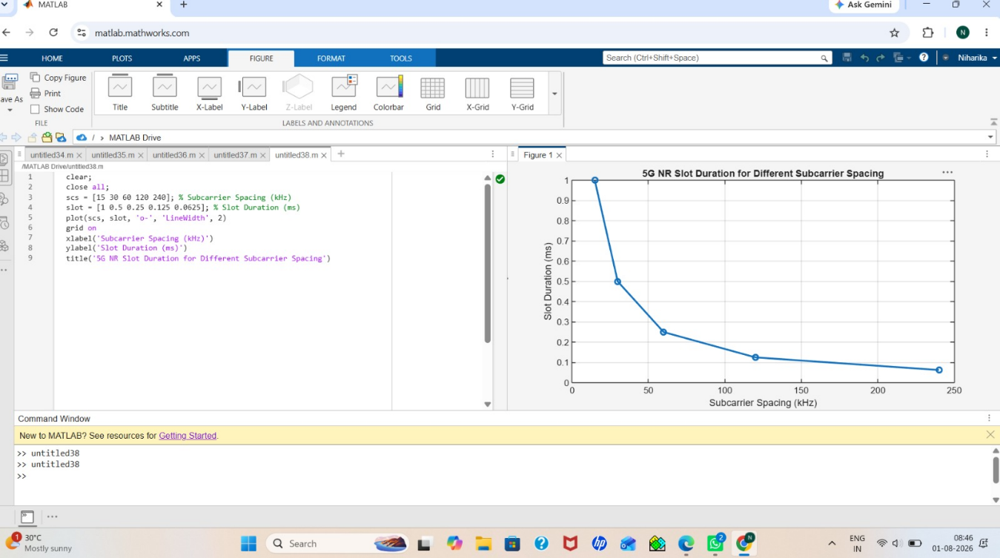 MATLAB
Ask Gemini
matlab.mathworks.com
N
HOME PLOTS APPS FIGURE FORMAT TOOLS
Search (Ctrl+Shift+Space)
Niharika
Copy Figure
Print
ave As
Show Code
Title Subtitle X-Label Y-Label Z-Label Legend Colorbar Grid X-Grid Y-Grid
FILE
LABELS AND ANNOTATIONS
/ › MATLAB Drive
untitled34.m untitled35.m untitled36.m untitled37.m untitled38.m
/MATLAB Drive/untitled38.m
1 clear;
2 close all;
3 scs = [15 30 60 120 240]; % Subcarrier Spacing (kHz)
4 slot = [1 0.5 0.25 0.125 0.0625]; % Slot Duration (ms)
5 plot(scs, slot, 'o-', 'LineWidth', 2)
6 grid on
7 xlabel('Subcarrier Spacing (kHz)')
8 ylabel('Slot Duration (ms)')
9 title('5G NR Slot Duration for Different Subcarrier Spacing')
Figure 1
5G NR Slot Duration for Different Subcarrier Spacing
1
0.9
0.8
0.7
0.6
0.5
0.4
0.3
0.2
0.1
0
Slot Duration (ms)
0 50 100 150 200 250
Subcarrier Spacing (kHz)
Command Window
New to MATLAB? See resources for Getting Started.
>> untitled38
>> untitled38
>>
1
30°C
Mostly sunny
Search
hp
2
N
ENG
IN
08:46
01-08-2026